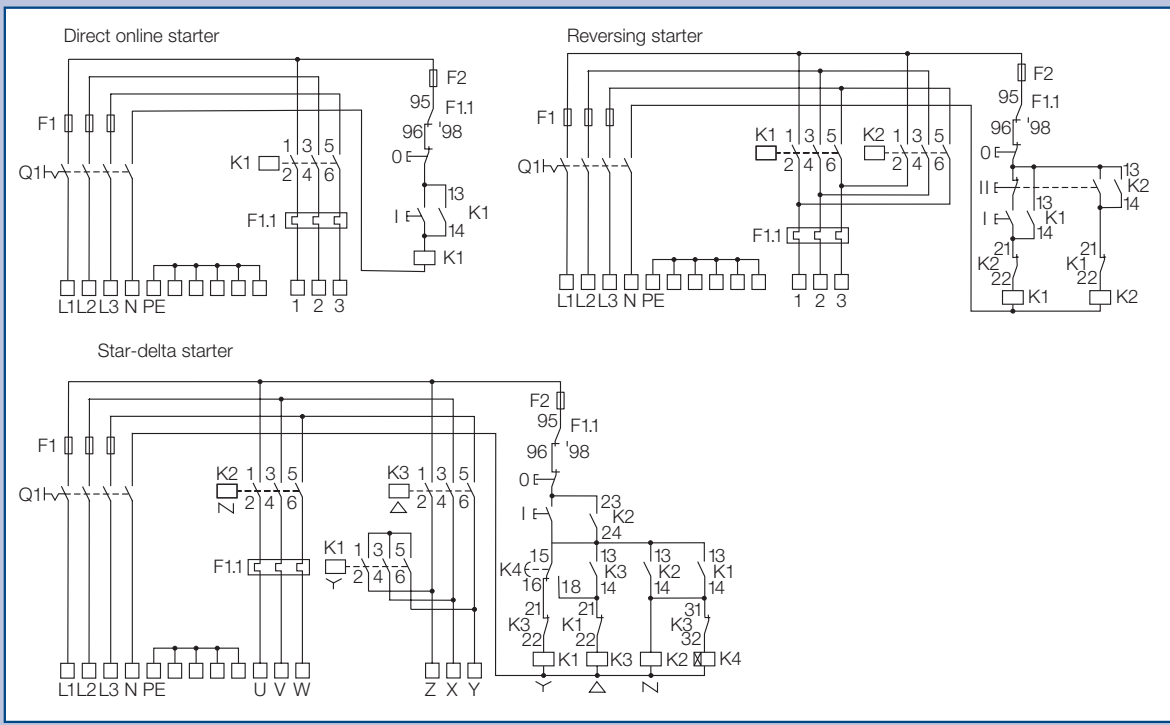 Direct online starter
F2
95
F1.1
96 '98
F1
0
1 3 5
K1
2 4 6
Q1
13
I
K1
14
F1.1
K1
L1 L2 L3 N PE
1 2 3
Reversing starter
F2
95
F1.1
96 '98
F1
K1
1 3 5
2 4 6
K2
1 3 5
2 4 6
0
Q1
13
II
K2
14
13
I
K1
14
F1.1
21
K2
22
21
K1
22
K1
K2
L1 L2 L3 N PE
1 2 3
Star-delta starter
F2
95
F1.1
96 '98
F1
K2
1 3 5
2 4 6
K3
1 3 5
2 4 6
0
Q1
23
I
K2
24
K1
1 3 5
2 4 6
F1.1
15
K4
16
18
13
K3
14
13
K2
14
13
K1
14
21
K3
22
21
K1
22
31
K3
32
K1
K3
K2
K4
L1 L2 L3 N PE
U V W
Z X Y